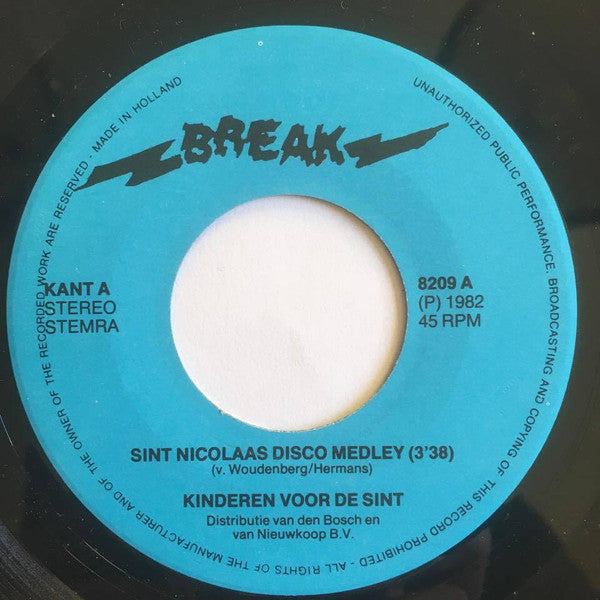 BREAK
KANT A
STEREO
STEMRA
8209 A
(P) 1982
45 RPM
SINT NICOLAAS DISCO MEDLEY (3'38)
(v. Woudenberg/Hermans)
KINDEREN VOOR DE SINT
Distributie van den Bosch en
van Nieuwkoop B.V.
UNAUTHORIZED PUBLIC PERFORMANCE, BROADCASTING AND COPYING OF THIS RECORD PROHIBITED - ALL RIGHTS OF THE MANUFACTURER AND OF THE OWNER OF THE RECORDED WORK ARE RESERVED - MADE IN HOLLAND